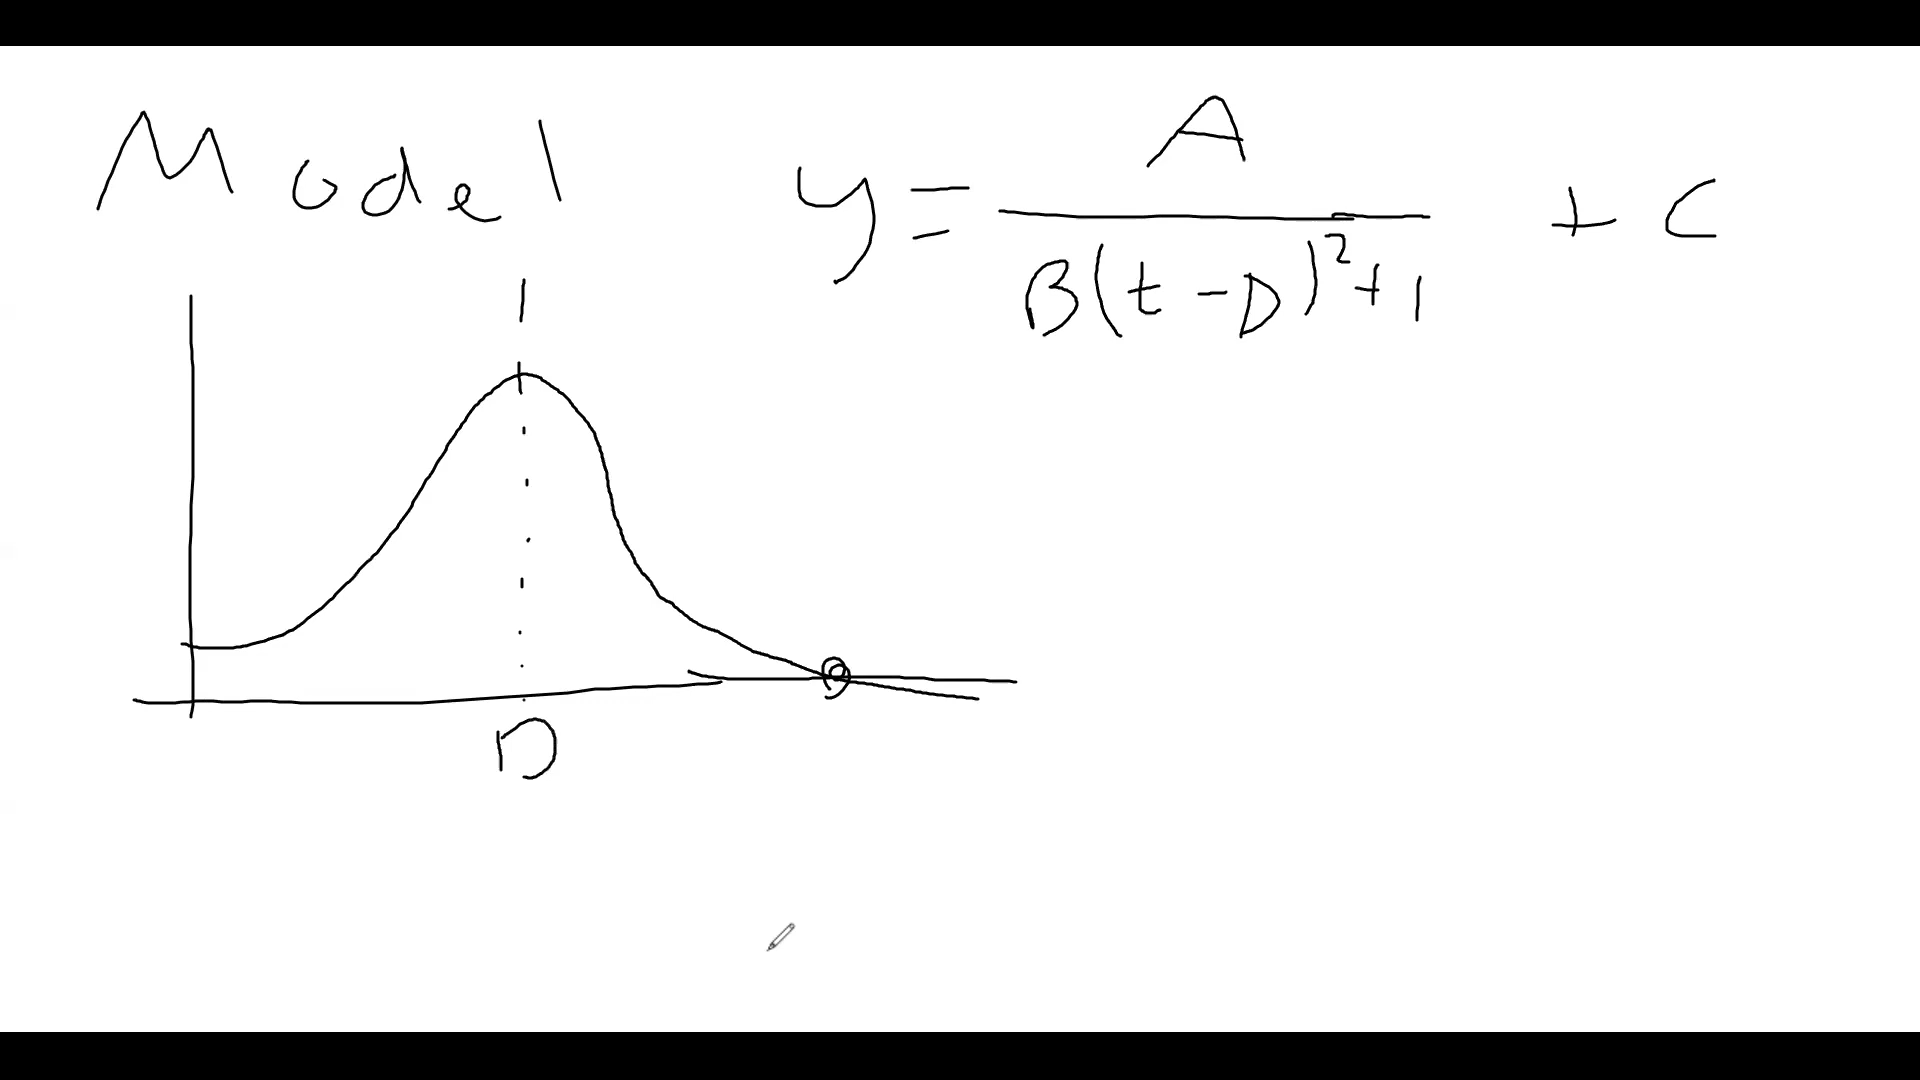 Model y = A / (B(t - D)^2 + 1) + C
D